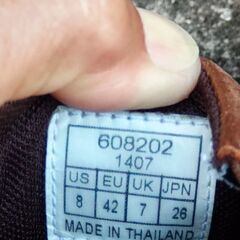 608202
1407
US EU UK JPN
8 42 7 26
MADE IN THAILAND